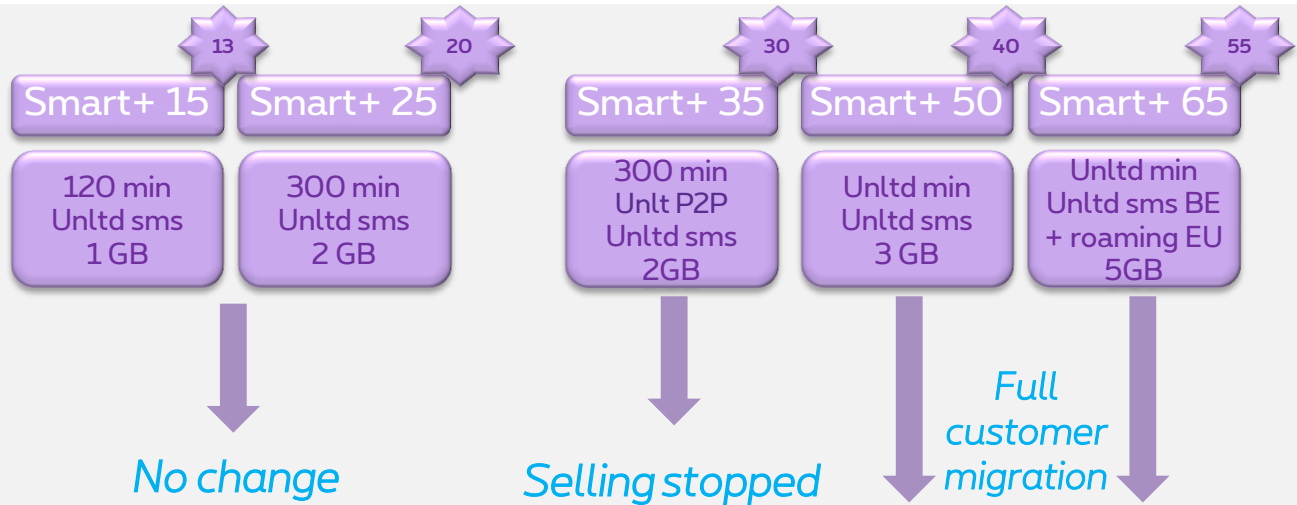 13
20
30
40
55
Smart+ 15
Smart+ 25
Smart+ 35
Smart+ 50
Smart+ 65
120 min
Unltd sms
1 GB
300 min
Unltd sms
2 GB
300 min
Unlt P2P
Unltd sms
2GB
Unltd min
Unltd sms
3 GB
Unltd min
Unltd sms BE
+ roaming EU
5GB
No change
Selling stopped
Full
customer
migration